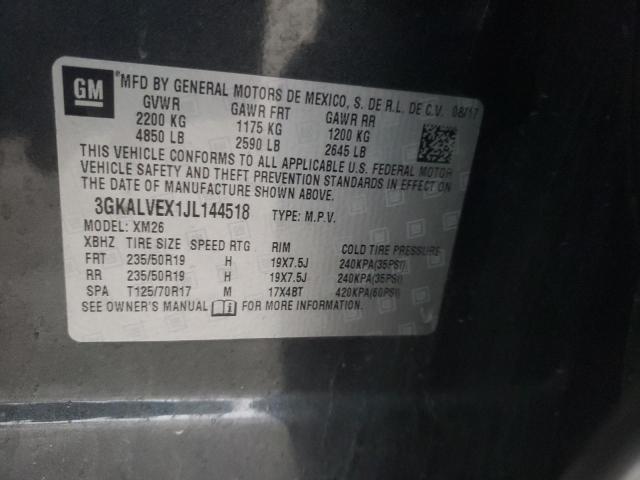 GM
®MFD BY GENERAL MOTORS DE MEXICO, S. DE R.L. DE C.V. 08/17
GVWR GAWR FRT GAWR RR
2200 KG 1175 KG 1200 KG
4850 LB 2590 LB 2645 LB
THIS VEHICLE CONFORMS TO ALL APPLICABLE U.S. FEDERAL MOTOR
VEHICLE SAFETY AND THEFT PREVENTION STANDARDS IN EFFECT ON
THE DATE OF MANUFACTURE SHOWN ABOVE.
3GKALVEX1JL144518 TYPE: M.P.V.
MODEL: XM26
XBHZ TIRE SIZE SPEED RTG RIM COLD TIRE PRESSURE
FRT 235/50R19 H 19X7.5J 240KPA(35PSI)
RR 235/50R19 H 19X7.5J 240KPA(35PSI)
SPA T125/70R17 M 17X4BT 420KPA(60PSI)
SEE OWNER'S MANUAL FOR MORE INFORMATION.